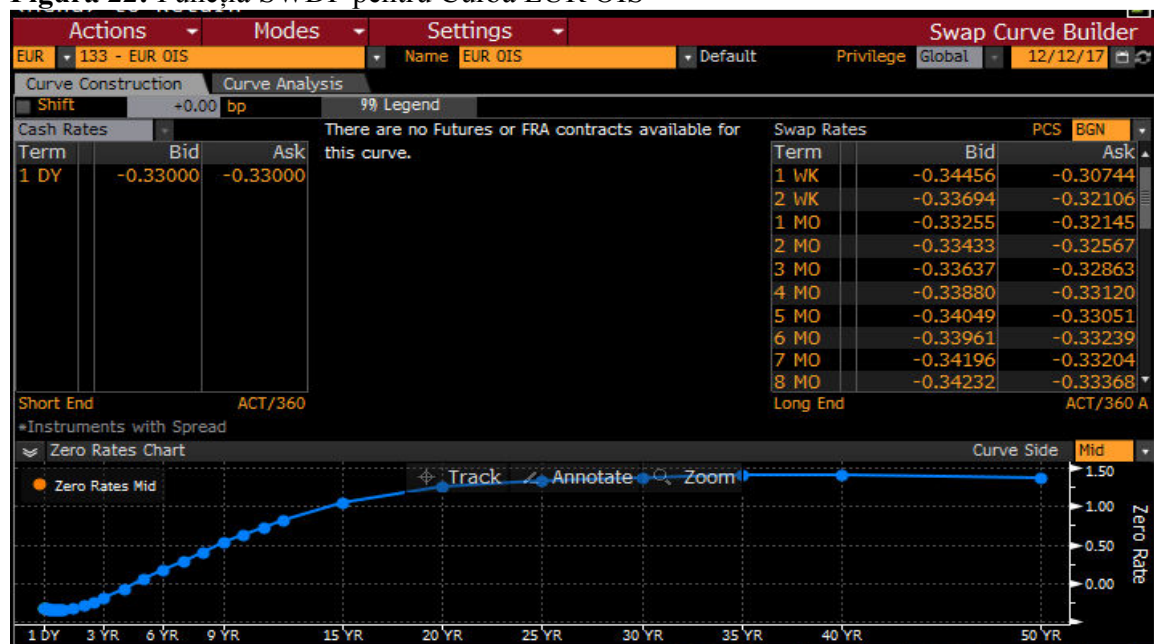 Figura 22: Funcția SWDF pentru Curba EUR OIS
Actions Modes Settings Swap Curve Builder
EUR 133 - EUR OIS Name EUR OIS Default Privilege Global 12/12/17
Curve Construction Curve Analysis
Shift +0.00 bp 99) Legend
Cash Rates There are no Futures or FRA contracts available for this curve. Swap Rates PCS BGN
Term Bid Ask Term Bid Ask
1 DY -0.33000 -0.33000 1 WK -0.34456 -0.30744
2 WK -0.33694 -0.32106
1 MO -0.33255 -0.32145
2 MO -0.33433 -0.32567
3 MO -0.33637 -0.32863
4 MO -0.33880 -0.33120
5 MO -0.34049 -0.33051
6 MO -0.33961 -0.33239
7 MO -0.34196 -0.33204
8 MO -0.34232 -0.33368
Short End ACT/360 Long End ACT/360 A
*Instruments with Spread
Zero Rates Chart Curve Side Mid
Zero Rates Mid Track Annotate Zoom 1.50
1.00
0.50
0.00
Zero Rate
1 DY 3 YR 6 YR 9 YR 15 YR 20 YR 25 YR 30 YR 35 YR 40 YR 50 YR